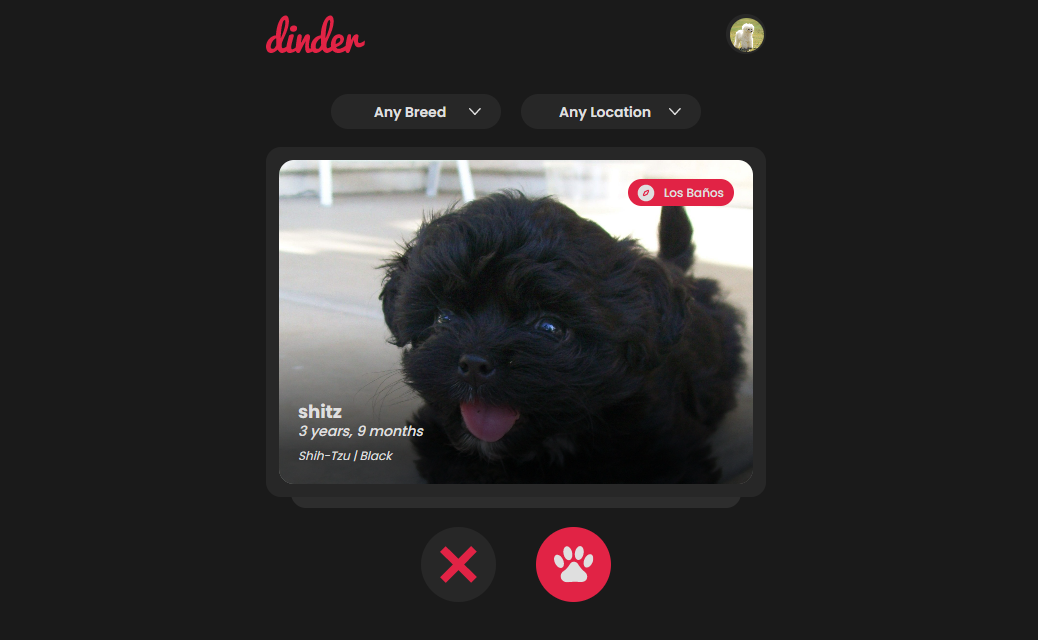 dinder
Any Breed
Any Location
Los Baños
shitz
3 years, 9 months
Shih-Tzu | Black